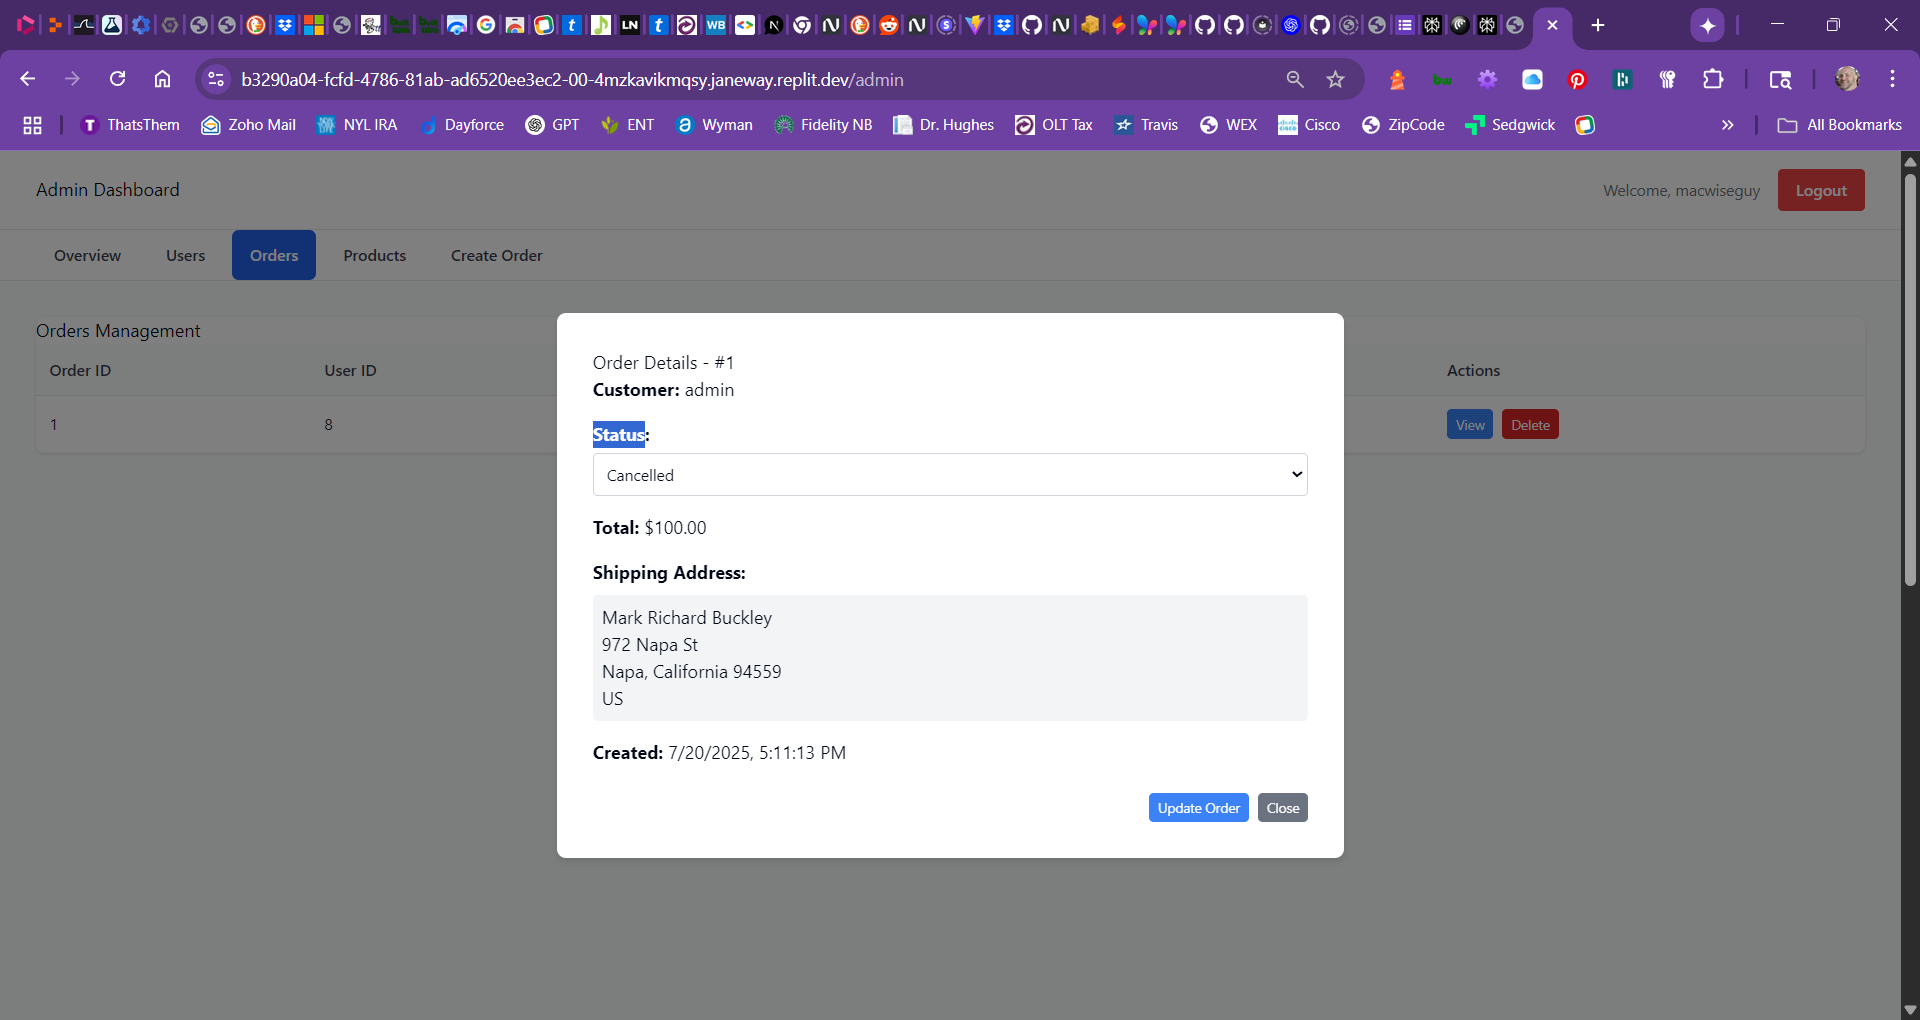 b3290a04-fcfd-4786-81ab-ad6520ee3ec2-00-4mzkavikmqsy.janeway.replit.dev/admin
ThatsThem Zoho Mail NYL IRA Dayforce GPT ENT Wyman Fidelity NB Dr. Hughes OLT Tax Travis WEX Cisco ZipCode Sedgwick » All Bookmarks
Admin Dashboard
Welcome, macwiseguy Logout
Overview Users Orders Products Create Order
Orders Management
Order ID User ID Actions
1 8 View Delete
Order Details - #1
Customer: admin
Status:
Cancelled
Total: $100.00
Shipping Address:
Mark Richard Buckley
972 Napa St
Napa, California 94559
US
Created: 7/20/2025, 5:11:13 PM
Update Order Close